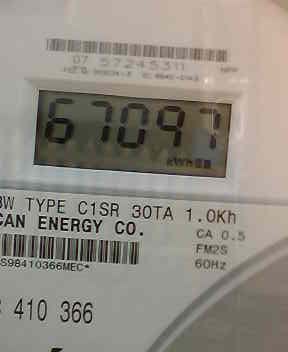 07 57245311
67097
kWh
W TYPE C1SR 30TA 1.0Kh
CAN ENERGY CO.
CA 0.5
FM2S
60Hz
S98410366MEC*
410 366